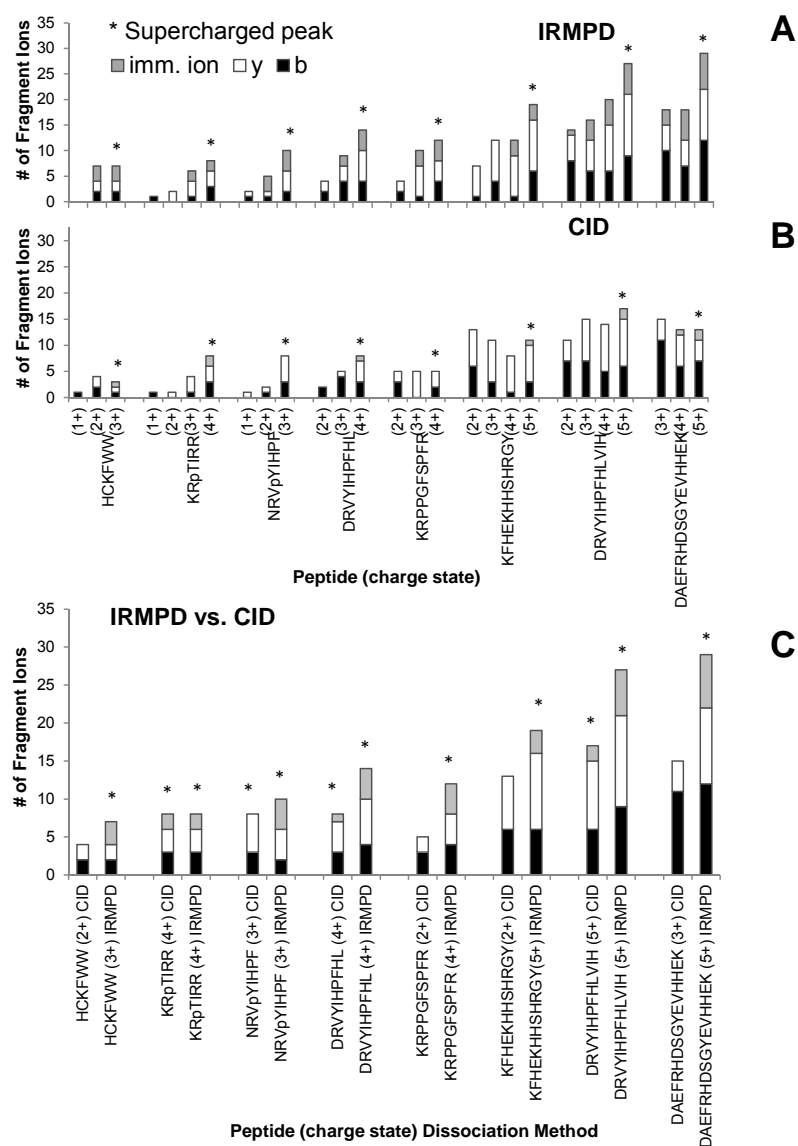 A
IRMPD
* Supercharged peak
imm. ion y b
# of Fragment Ions
35
30
25
20
15
10
5
0
* * * * * * * *
B
CID
# of Fragment Ions
30
25
20
15
10
5
0
* * * * * * * *
(1+) (2+) (3+) (1+) (2+) (3+) (4+) (1+) (2+) (3+) (2+) (3+) (4+) (2+) (3+) (4+) (2+) (3+) (4+) (5+) (2+) (3+) (4+) (5+) (3+) (4+) (5+)
HCKFWW
KRpTIRR
NRVpYIHPF
DRVYIHPFHL
KRPPGFSPFR
KFHEKHHSHRGY
DRVYIHPFHLVIH
DAEFRHDSGYEVHHEK
Peptide (charge state)
C
IRMPD vs. CID
# of Fragment Ions
35
30
25
20
15
10
5
0
* * * * * * * * * * *
HCKFWW (2+) CID
HCKFWW (3+) IRMPD
KRpTIRR (4+) CID
KRpTIRR (4+) IRMPD
NRVpYIHPF (3+) CID
NRVpYIHPF (3+) IRMPD
DRVYIHPFHL (4+) CID
DRVYIHPFHL (4+) IRMPD
KRPPGFSPFR (2+) CID
KRPPGFSPFR (4+) IRMPD
KFHEKHHSHRGY(2+) CID
KFHEKHHSHRGY(5+) IRMPD
DRVYIHPFHLVIH (5+) CID
DRVYIHPFHLVIH (5+) IRMPD
DAEFRHDSGYEVHHEK (3+) CID
DAEFRHDSGYEVHHEK (5+) IRMPD
Peptide (charge state) Dissociation Method